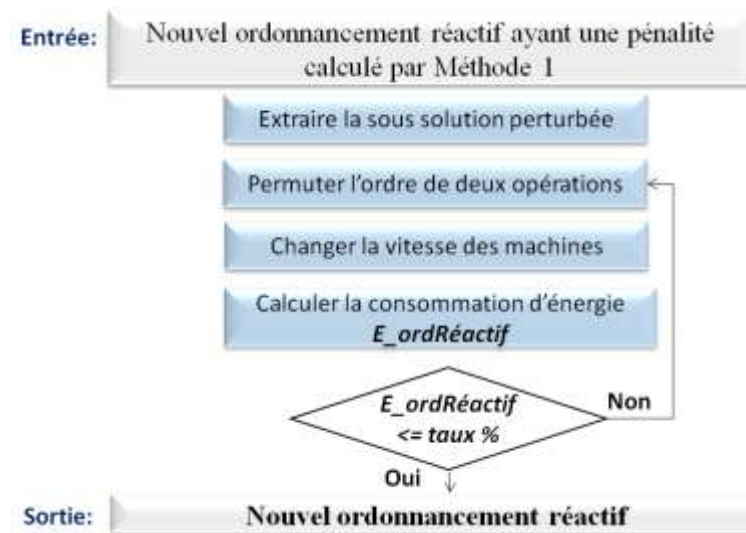 Entrée:
Nouvel ordonnancement réactif ayant une pénalité
calculé par Méthode 1
Extraire la sous solution perturbée
Permuter l'ordre de deux opérations
Changer la vitesse des machines
Calculer la consommation d'énergie
E_ordRéactif
E_ordRéactif
<= taux %
Non
Oui
Sortie:
Nouvel ordonnancement réactif